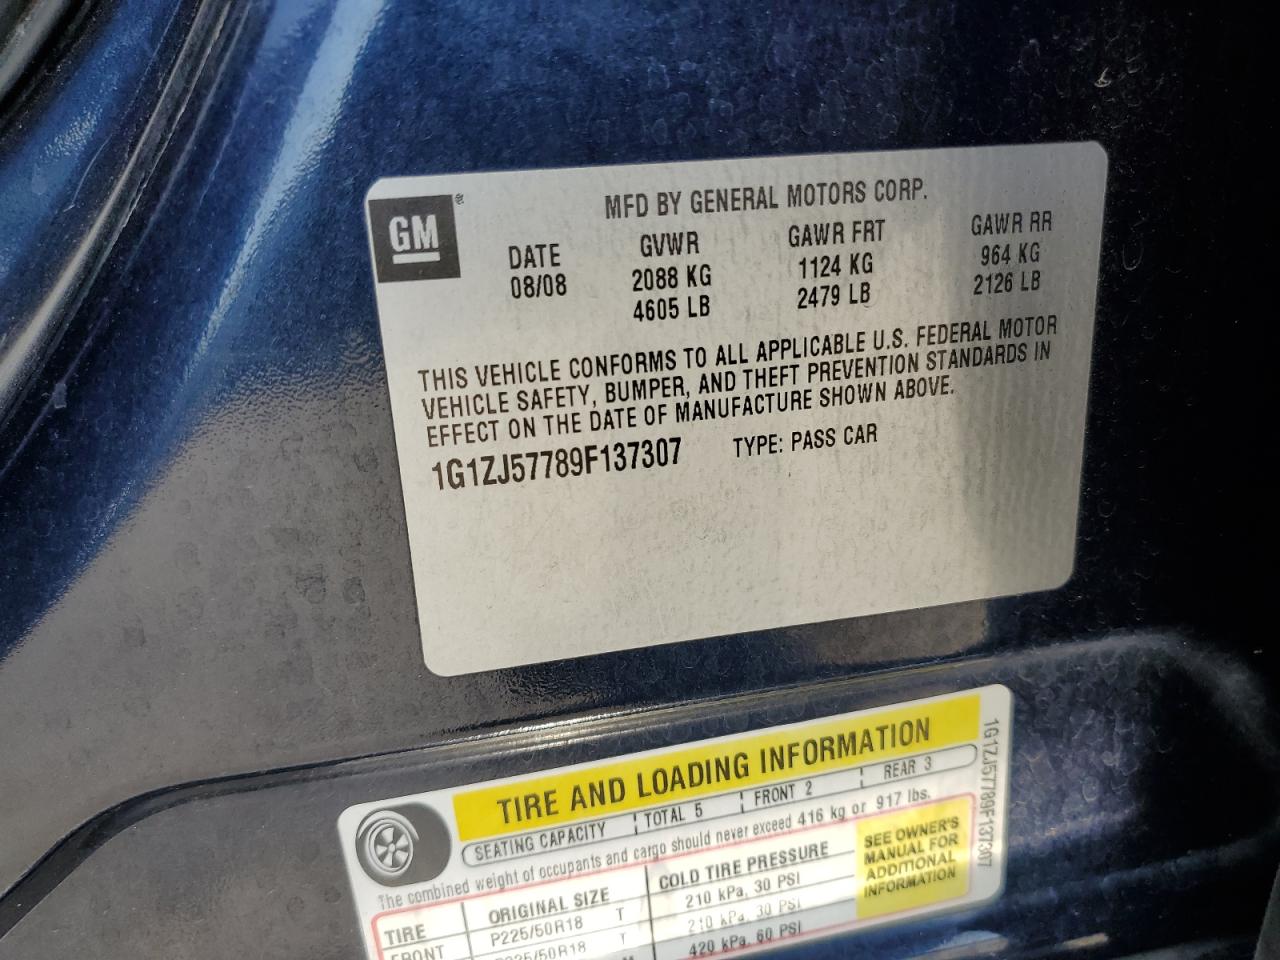 GM®
MFD BY GENERAL MOTORS CORP.
DATE GVWR GAWR FRT GAWR RR
08/08 2088 KG 1124 KG 964 KG
4605 LB 2479 LB 2126 LB
THIS VEHICLE CONFORMS TO ALL APPLICABLE U.S. FEDERAL MOTOR
VEHICLE SAFETY, BUMPER, AND THEFT PREVENTION STANDARDS IN
EFFECT ON THE DATE OF MANUFACTURE SHOWN ABOVE.
1G1ZJ57789F137307 TYPE: PASS CAR
TIRE AND LOADING INFORMATION
SEATING CAPACITY TOTAL 5 FRONT 2 REAR 3
The combined weight of occupants and cargo should never exceed 416 kg or 917 lbs.
TIRE ORIGINAL SIZE COLD TIRE PRESSURE
FRONT P225/50R18 T 210 kPa, 30 PSI
P225/50R18 T 210 kPa, 30 PSI
420 kPa, 60 PSI
SEE OWNER'S
MANUAL FOR
ADDITIONAL
INFORMATION
1G1ZJ57789F137307